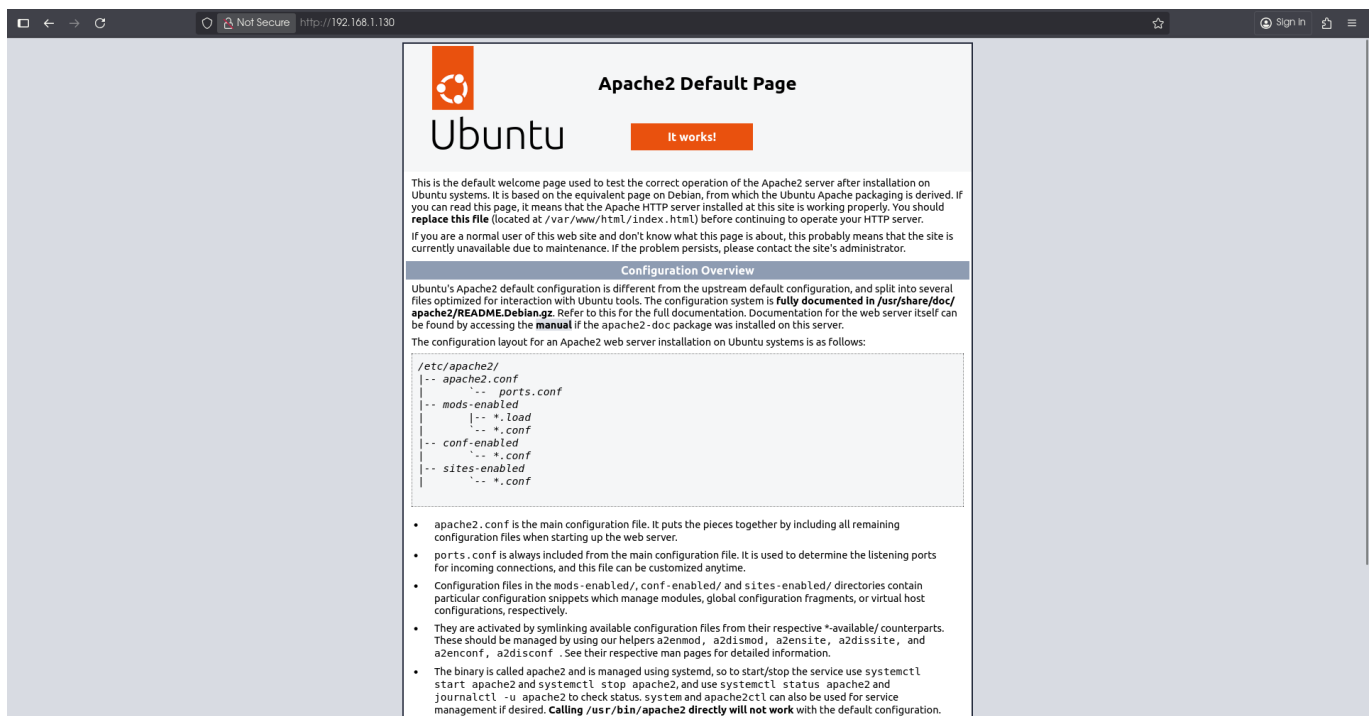 Not Secure http://192.168.1.130
Sign in
Apache2 Default Page
Ubuntu
It works!
This is the default welcome page used to test the correct operation of the Apache2 server after installation on
Ubuntu systems. It is based on the equivalent page on Debian, from which the Ubuntu Apache packaging is derived. If
you can read this page, it means that the Apache HTTP server installed at this site is working properly. You should
replace this file (located at /var/www/html/index.html) before continuing to operate your HTTP server.
If you are a normal user of this web site and don't know what this page is about, this probably means that the site is
currently unavailable due to maintenance. If the problem persists, please contact the site's administrator.
Configuration Overview
Ubuntu's Apache2 default configuration is different from the upstream default configuration, and split into several
files optimized for interaction with Ubuntu tools. The configuration system is fully documented in /usr/share/doc/
apache2/README.Debian.gz. Refer to this for the full documentation. Documentation for the web server itself can
be found by accessing the manual if the apache2-doc package was installed on this server.
The configuration layout for an Apache2 web server installation on Ubuntu systems is as follows:
/etc/apache2/
|-- apache2.conf
|       `--  ports.conf
|-- mods-enabled
|       |-- *.load
|       `-- *.conf
|-- conf-enabled
|       `-- *.conf
|-- sites-enabled
|       `-- *.conf
• apache2.conf is the main configuration file. It puts the pieces together by including all remaining
configuration files when starting up the web server.
• ports.conf is always included from the main configuration file. It is used to determine the listening ports
for incoming connections, and this file can be customized anytime.
• Configuration files in the mods-enabled/, conf-enabled/ and sites-enabled/ directories contain
particular configuration snippets which manage modules, global configuration fragments, or virtual host
configurations, respectively.
• They are activated by symlinking available configuration files from their respective *-available/ counterparts.
These should be managed by using our helpers a2enmod, a2dismod, a2ensite, a2dissite, and
a2enconf, a2disconf . See their respective man pages for detailed information.
• The binary is called apache2 and is managed using systemd, so to start/stop the service use systemctl
start apache2 and systemctl stop apache2, and use systemctl status apache2 and
journalctl -u apache2 to check status. system and apache2ctl can also be used for service
management if desired. Calling /usr/bin/apache2 directly will not work with the default configuration.